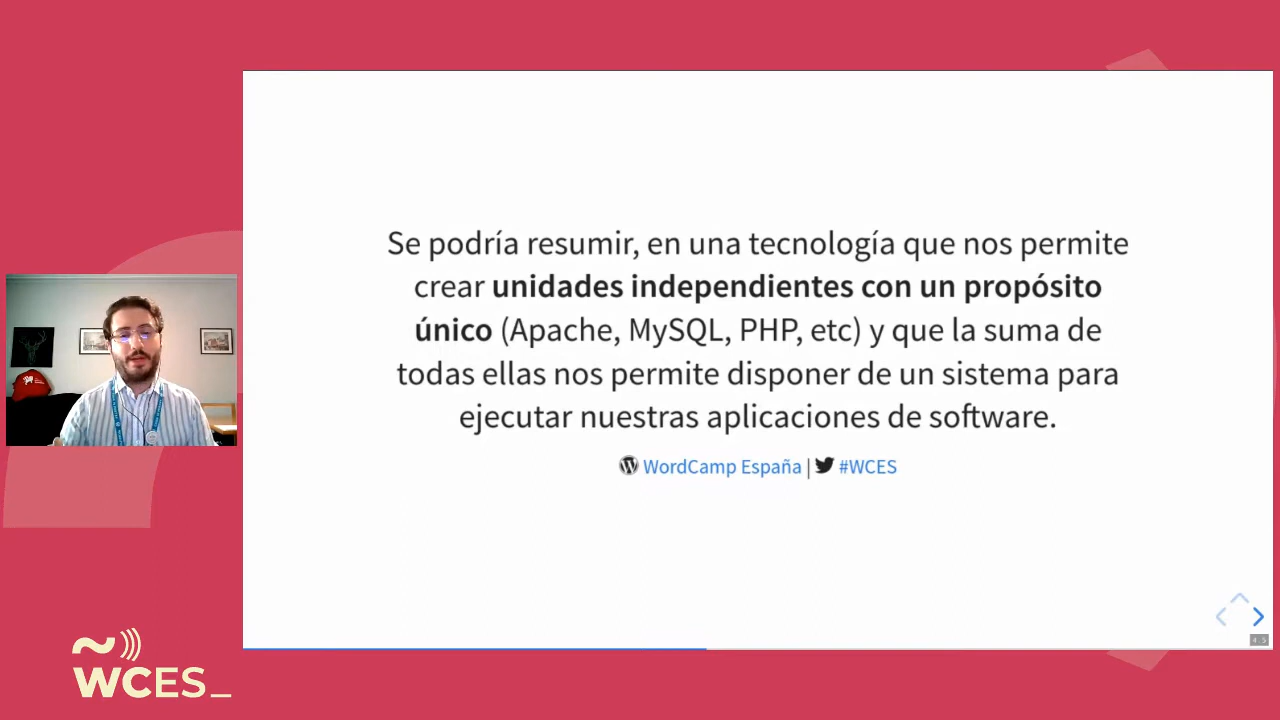 Se podría resumir, en una tecnología que nos permite
crear unidades independientes con un propósito
único (Apache, MySQL, PHP, etc) y que la suma de
todas ellas nos permite disponer de un sistema para
ejecutar nuestras aplicaciones de software.
WordCamp España | #WCES
4.5
WCES_